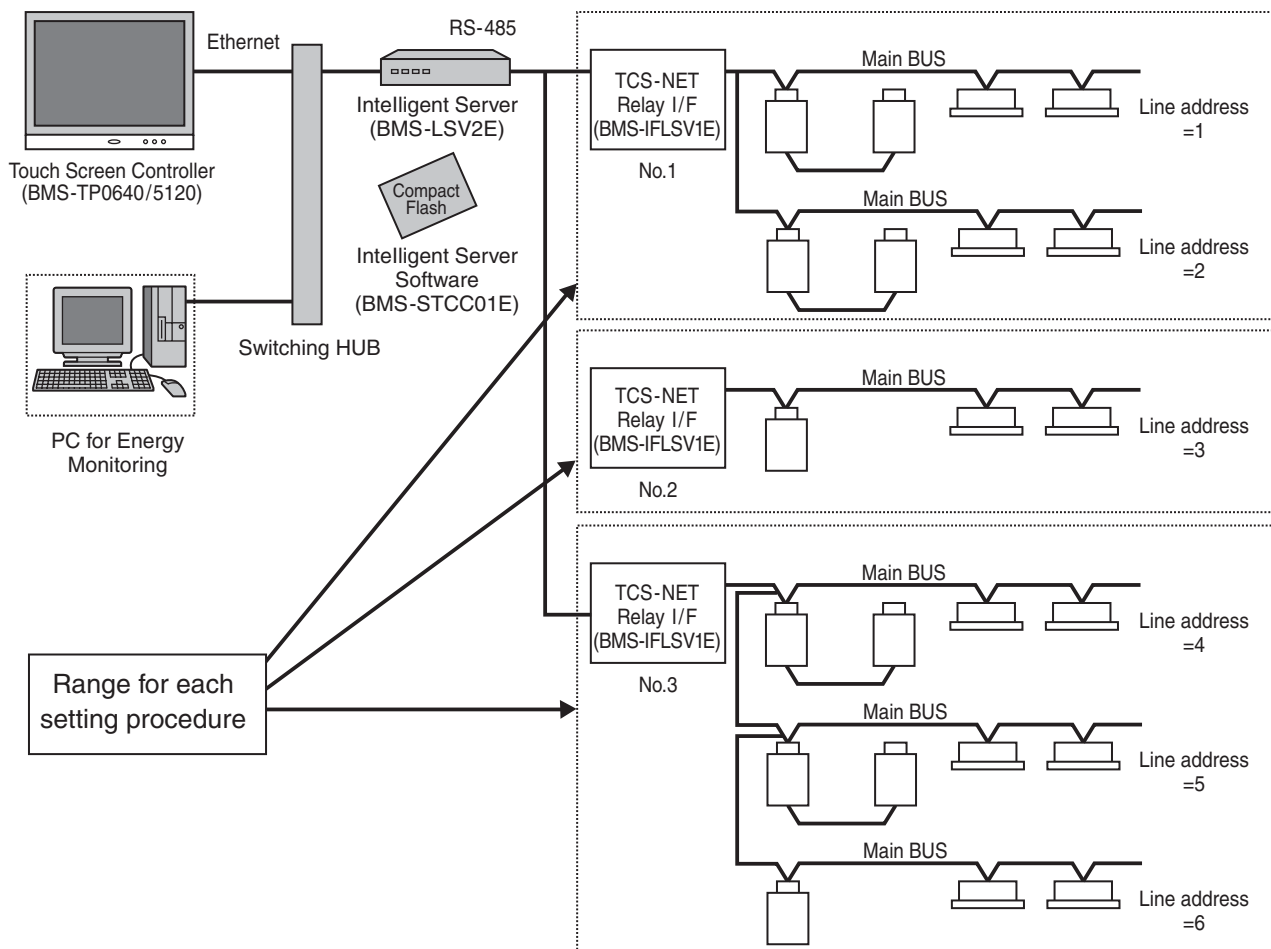 Ethernet
RS-485
Touch Screen Controller
(BMS-TP0640/5120)
Intelligent Server
(BMS-LSV2E)
Compact
Flash
Intelligent Server
Software
(BMS-STCC01E)
Switching HUB
PC for Energy
Monitoring
Range for each
setting procedure
TCS-NET
Relay I/F
(BMS-IFLSV1E)
No.1
Main BUS
Line address
=1
Main BUS
Line address
=2
TCS-NET
Relay I/F
(BMS-IFLSV1E)
No.2
Main BUS
Line address
=3
TCS-NET
Relay I/F
(BMS-IFLSV1E)
No.3
Main BUS
Line address
=4
Main BUS
Line address
=5
Main BUS
Line address
=6